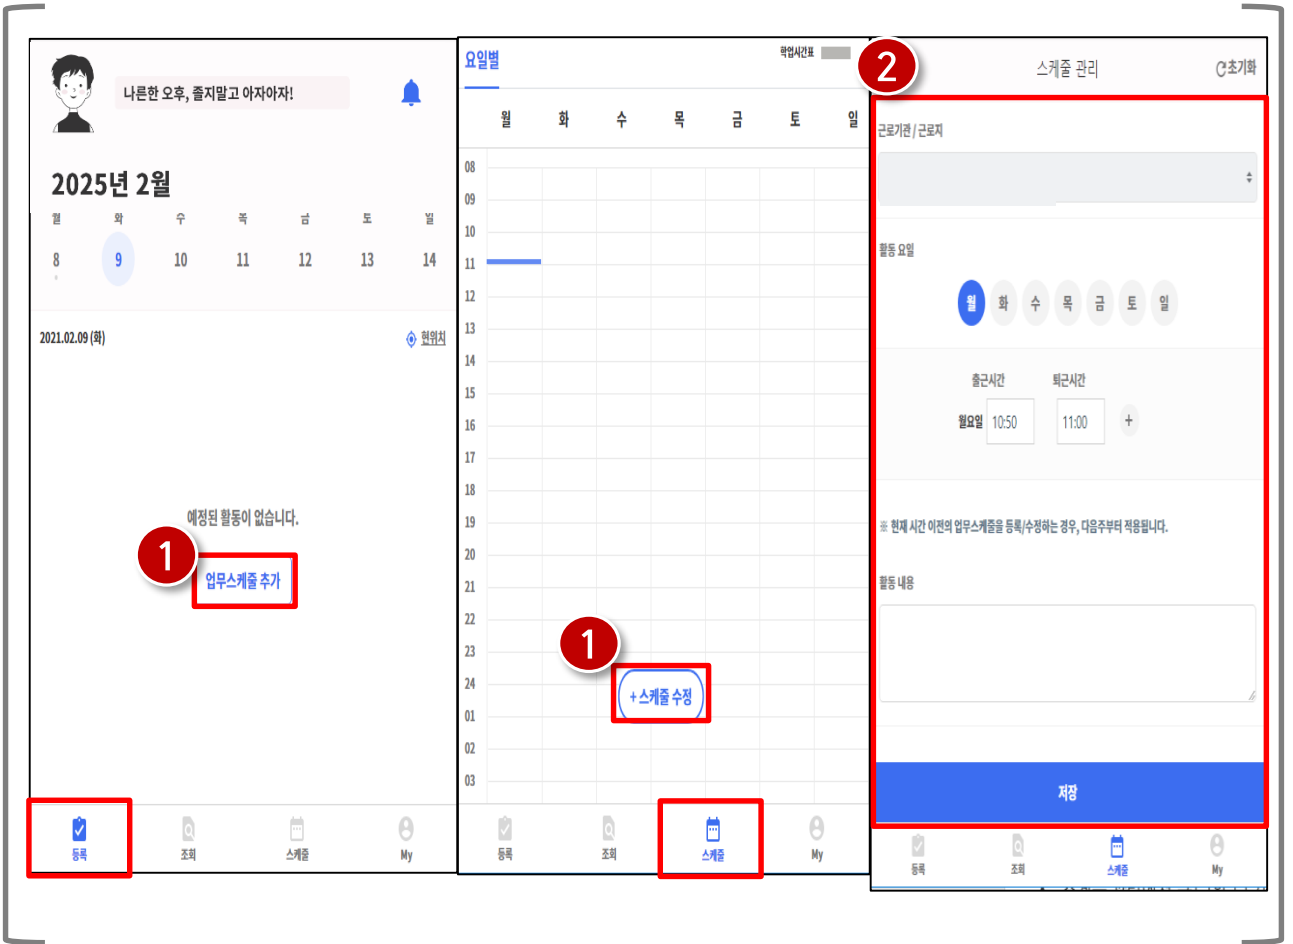 나른한 오후, 졸지말고 아자아자!
2025년 2월
월 화 수 목 금 토 일
8 9 10 11 12 13 14
2021.02.09 (화) 현위치
예정된 활동이 없습니다.
1
업무스케줄 추가
등록 조회 스케줄 My
요일별 학업시간표
월 화 수 목 금 토 일
08
09
10
11
12
13
14
15
16
17
18
19
20
21
22
23
24
01
02
03
1
+ 스케줄 수정
등록 조회 스케줄 My
2
스케줄 관리 초기화
근로기관 / 근로지
활동 요일
월 화 수 목 금 토 일
출근시간 퇴근시간
월요일 10:50 11:00 +
※ 현재 시간 이전의 업무스케줄을 등록/수정하는 경우, 다음주부터 적용됩니다.
활동 내용
저장
등록 조회 스케줄 My